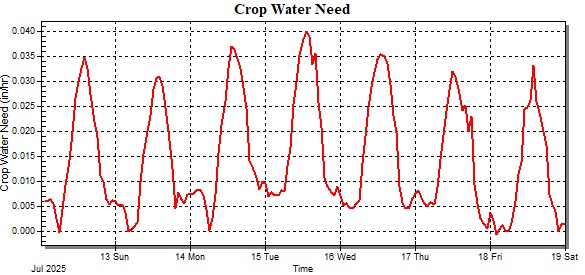 Crop Water Need
0.040
0.035
0.030
0.025
0.020
0.015
0.010
0.005
0.000
Crop Water Need (in/hr)
13 Sun 14 Mon 15 Tue 16 Wed 17 Thu 18 Fri 19 Sat
Jul 2025 Time